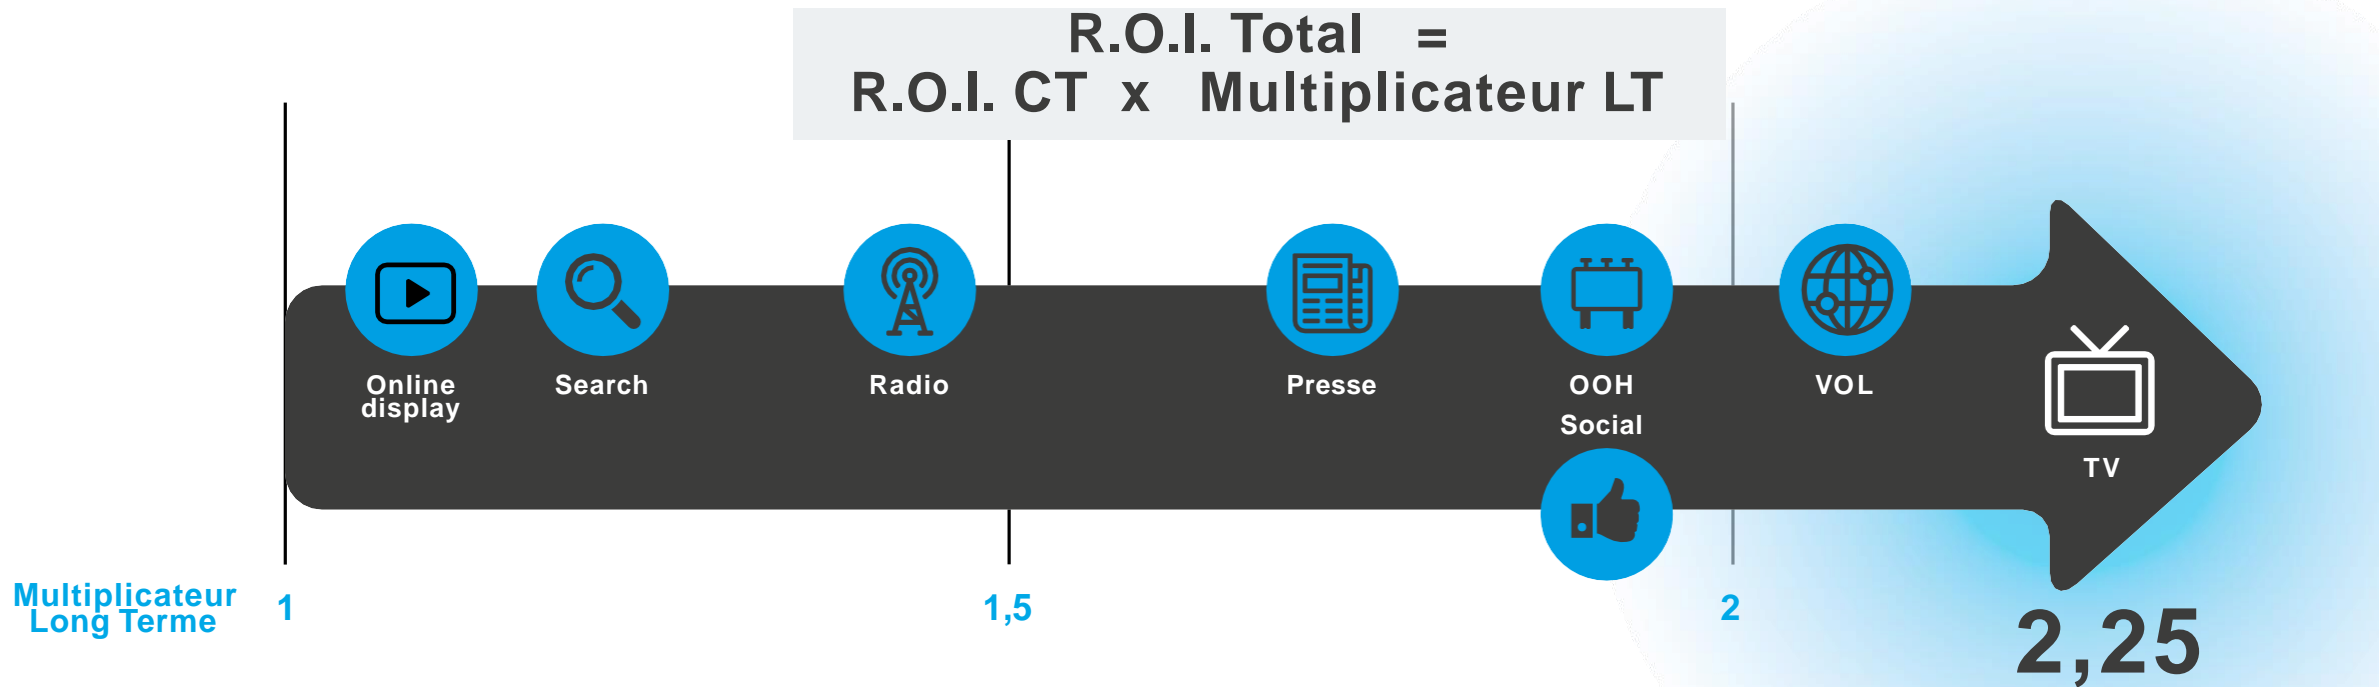 R.O.I. Total =
R.O.I. CT x Multiplicateur LT
Online
display
Search
Radio
Presse
OOH
Social
VOL
TV
Multiplicateur
Long Terme
1
1,5
2
2,25